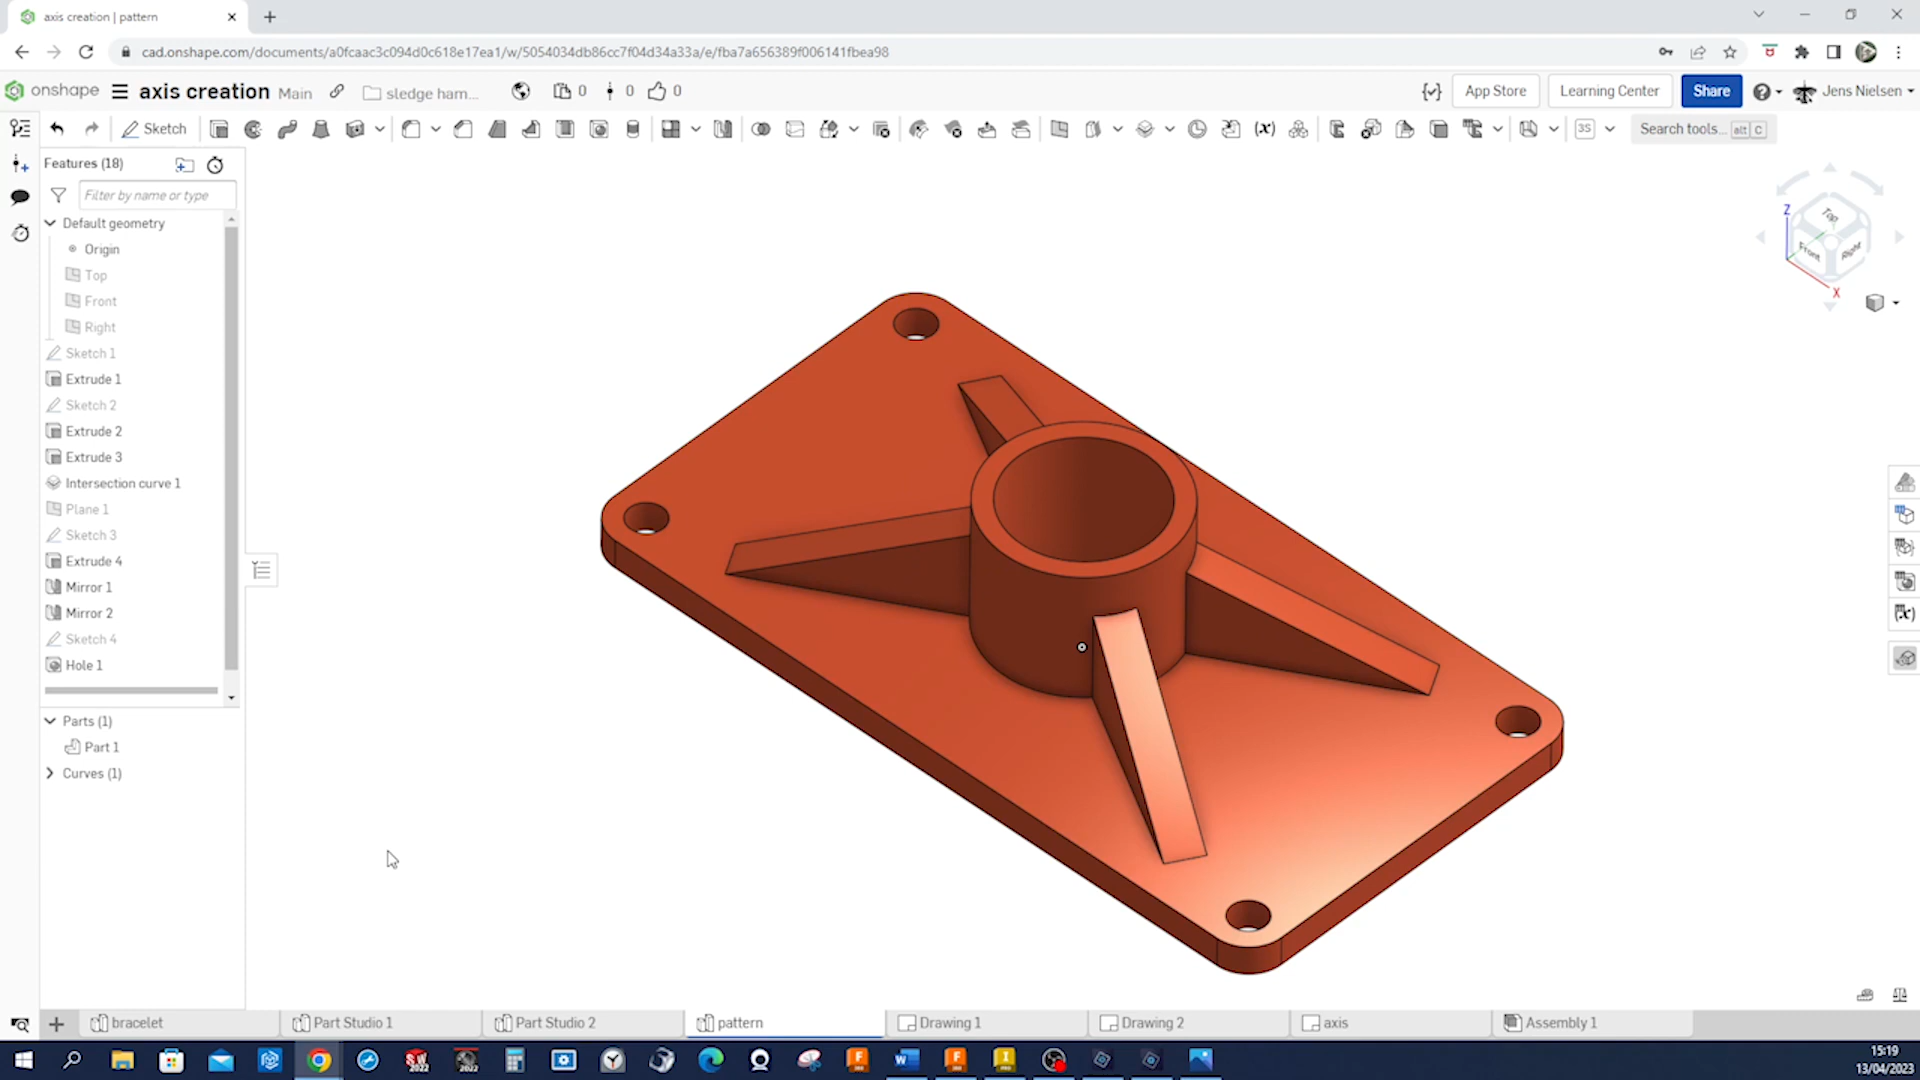 axis creation | pattern
cad.onshape.com/documents/a0fcaac3c094d0c618e17ea1/w/5054034db86cc7f04d34a33a/e/fba7a656389f006141fbea98
onshape axis creation Main sledge ham... 0 0 0 App Store Learning Center Share Jens Nielsen
Sketch (x) 3S Search tools... alt C
Features (18)
Filter by name or type
Default geometry
Origin
Top
Front
Right
Sketch 1
Extrude 1
Sketch 2
Extrude 2
Extrude 3
Intersection curve 1
Plane 1
Sketch 3
Extrude 4
Mirror 1
Mirror 2
Sketch 4
Hole 1
Parts (1)
Part 1
Curves (1)
Z
Top
Front
Right
X
(x)
bracelet Part Studio 1 Part Studio 2 pattern Drawing 1 Drawing 2 axis Assembly 1
15:19
13/04/2023